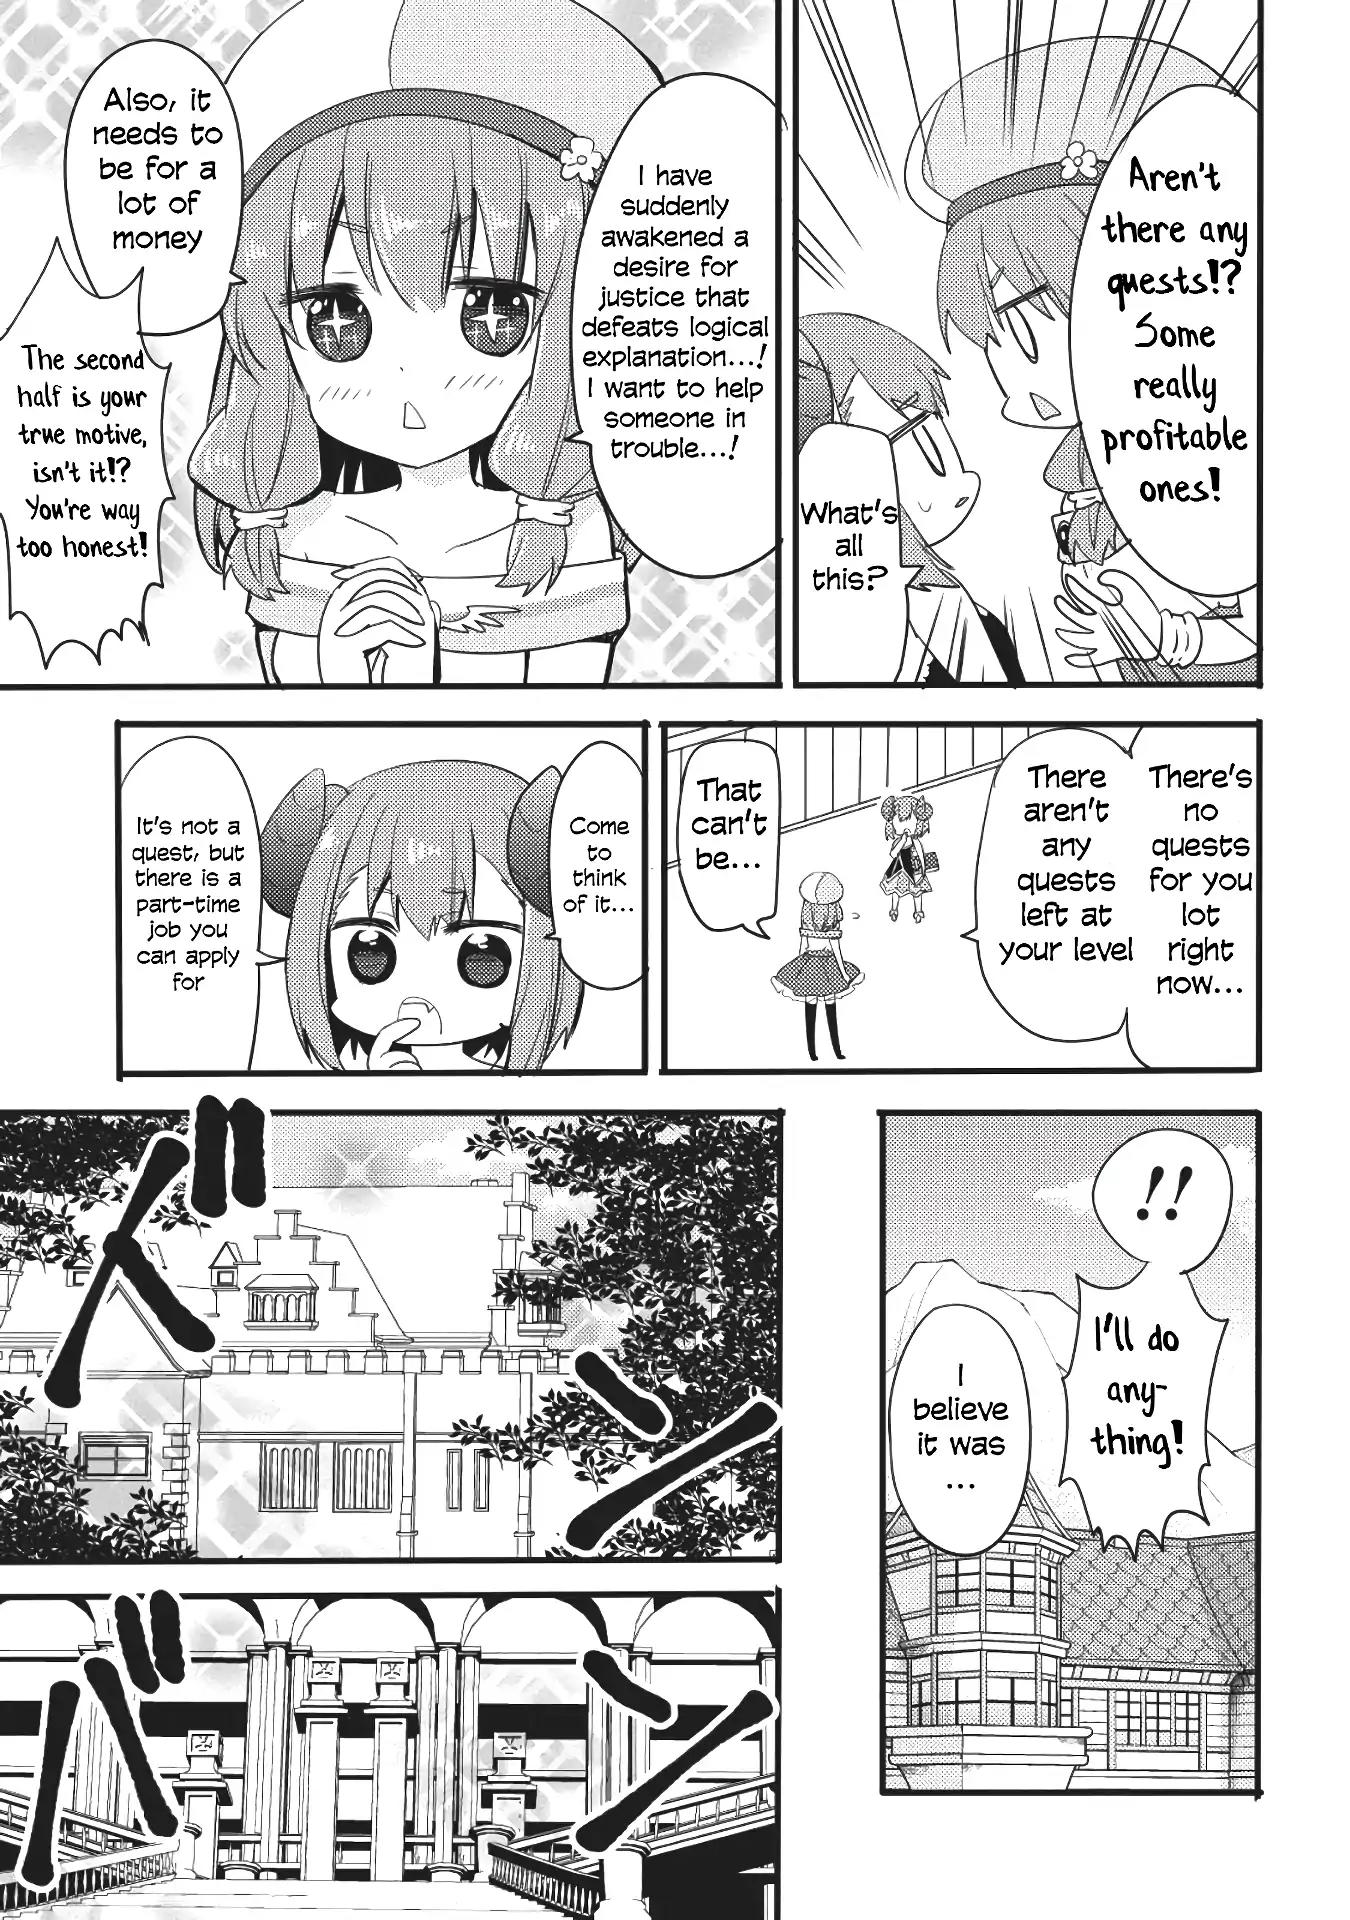 Aren't
there any
quests!?
Some
really
profitable
ones!
What's
all
this?
I have
suddenly
awakened a
desire for
justice that
defeats logical
explanation...!
I want to help
someone in
trouble...!
Also, it
needs to
be for a
lot of
money
The second
half is your
true motive,
isn't it!?
You're way
too honest!
There's
no
quests
for you
lot
right
now...
There
aren't
any
quests
left at
your level
That
can't
be...
Come
to
think
of it...
It's not a
quest, but
there is a
part-time
job you
can apply
for
!!
I'll do
any-
thing!
I
believe
it was
...
ズン
バン